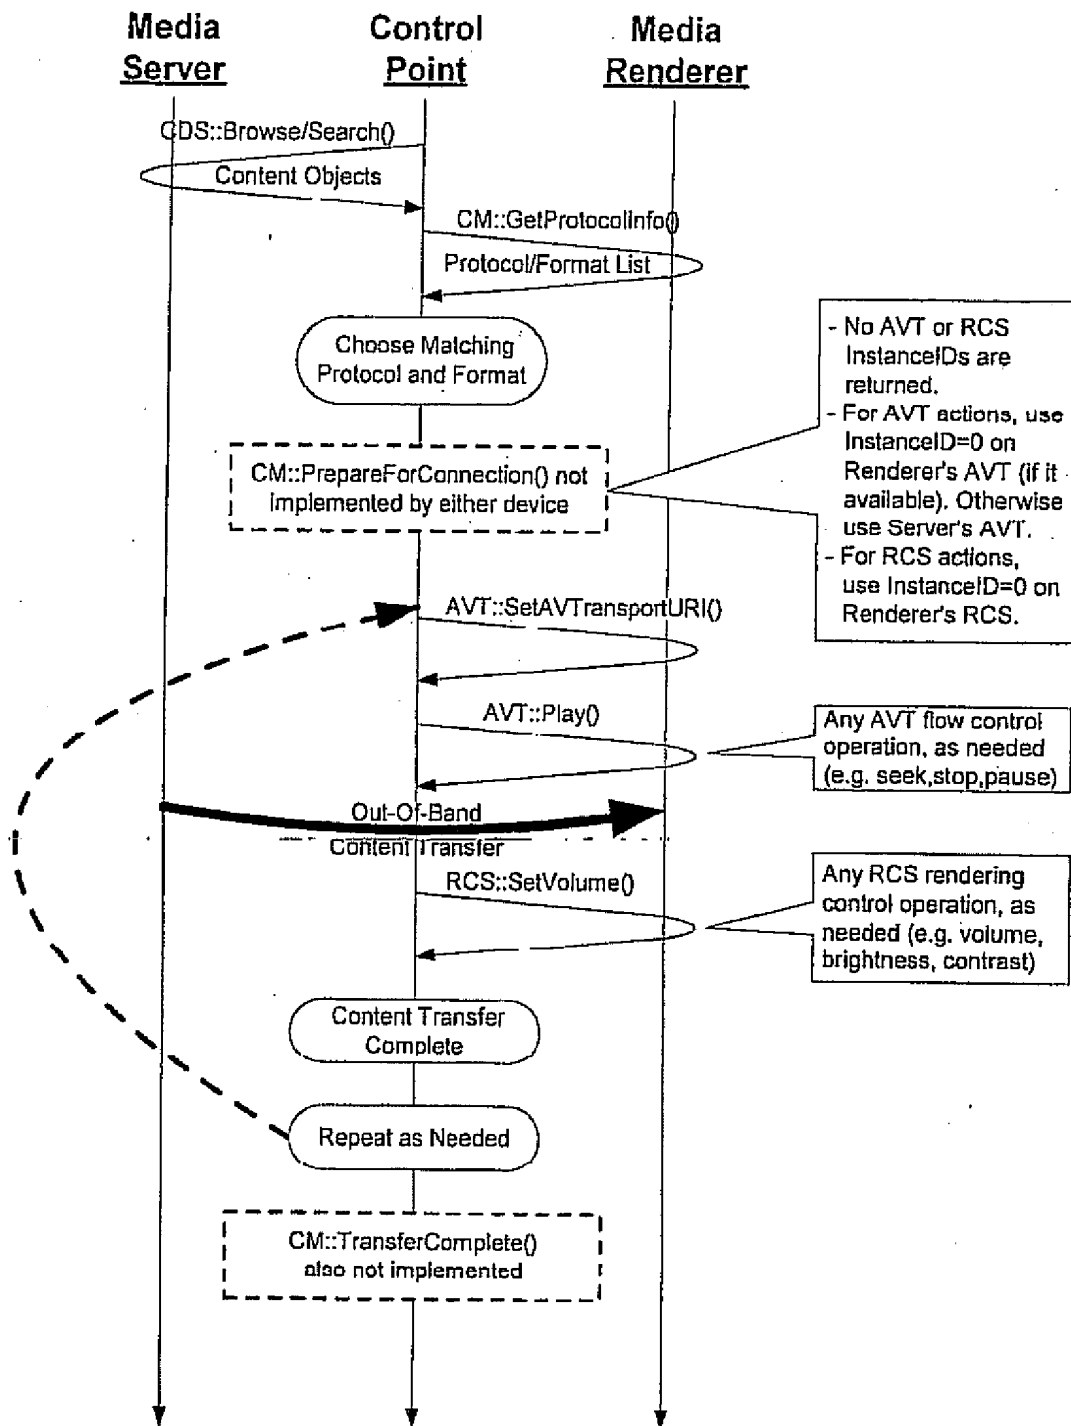 Media
Server
Control
Point
Media
Renderer
CDS::Browse/Search()
Content Objects
CM::GetProtocolInfo()
Protocol/Format List
Choose Matching
Protocol and Format
- No AVT or RCS
InstanceIDs are
returned.
- For AVT actions, use
InstanceID=0 on
Renderer's AVT (if it
available). Otherwise
use Server's AVT.
- For RCS actions,
use InstanceID=0 on
Renderer's RCS.
CM::PrepareForConnection() not
implemented by either device
AVT::SetAVTransportURI()
AVT::Play()
Any AVT flow control
operation, as needed
(e.g. seek,stop,pause)
Out-Of-Band
Content Transfer
RCS::SetVolume()
Any RCS rendering
control operation, as
needed (e.g. volume,
brightness, contrast)
Content Transfer
Complete
Repeat as Needed
CM::TransferComplete()
also not implemented